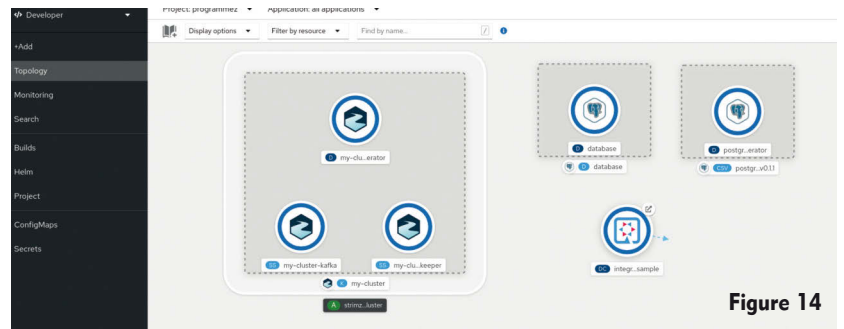 </> Developer
Project: programmez Application: all applications
Display options Filter by resource Find by name... /
+Add
Topology
Monitoring
Search
Builds
Helm
Project
ConfigMaps
Secrets
D my-clu...erator
SS my-cluster-kafka
SS my-clu...keeper
K my-cluster
A strimz...luster
D database
D database
D postgr...erator
CSV postgr...v0.1.1
DC integr...sample
Figure 14